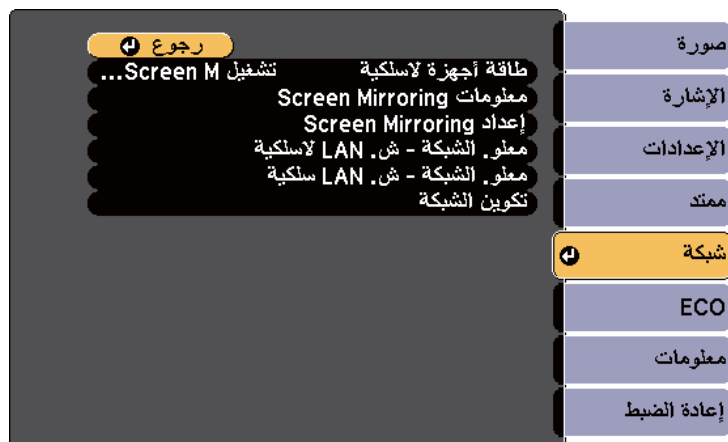 رجوع
طاقة أجهزة لاسلكية تشغيل Screen M...
معلومات Screen Mirroring
إعداد Screen Mirroring
معلو. الشبكة - ش. LAN لاسلكية
معلو. الشبكة - ش. LAN سلكية
تكوين الشبكة
صورة
الإشارة
الإعدادات
ممتد
شبكة
ECO
معلومات
إعادة الضبط